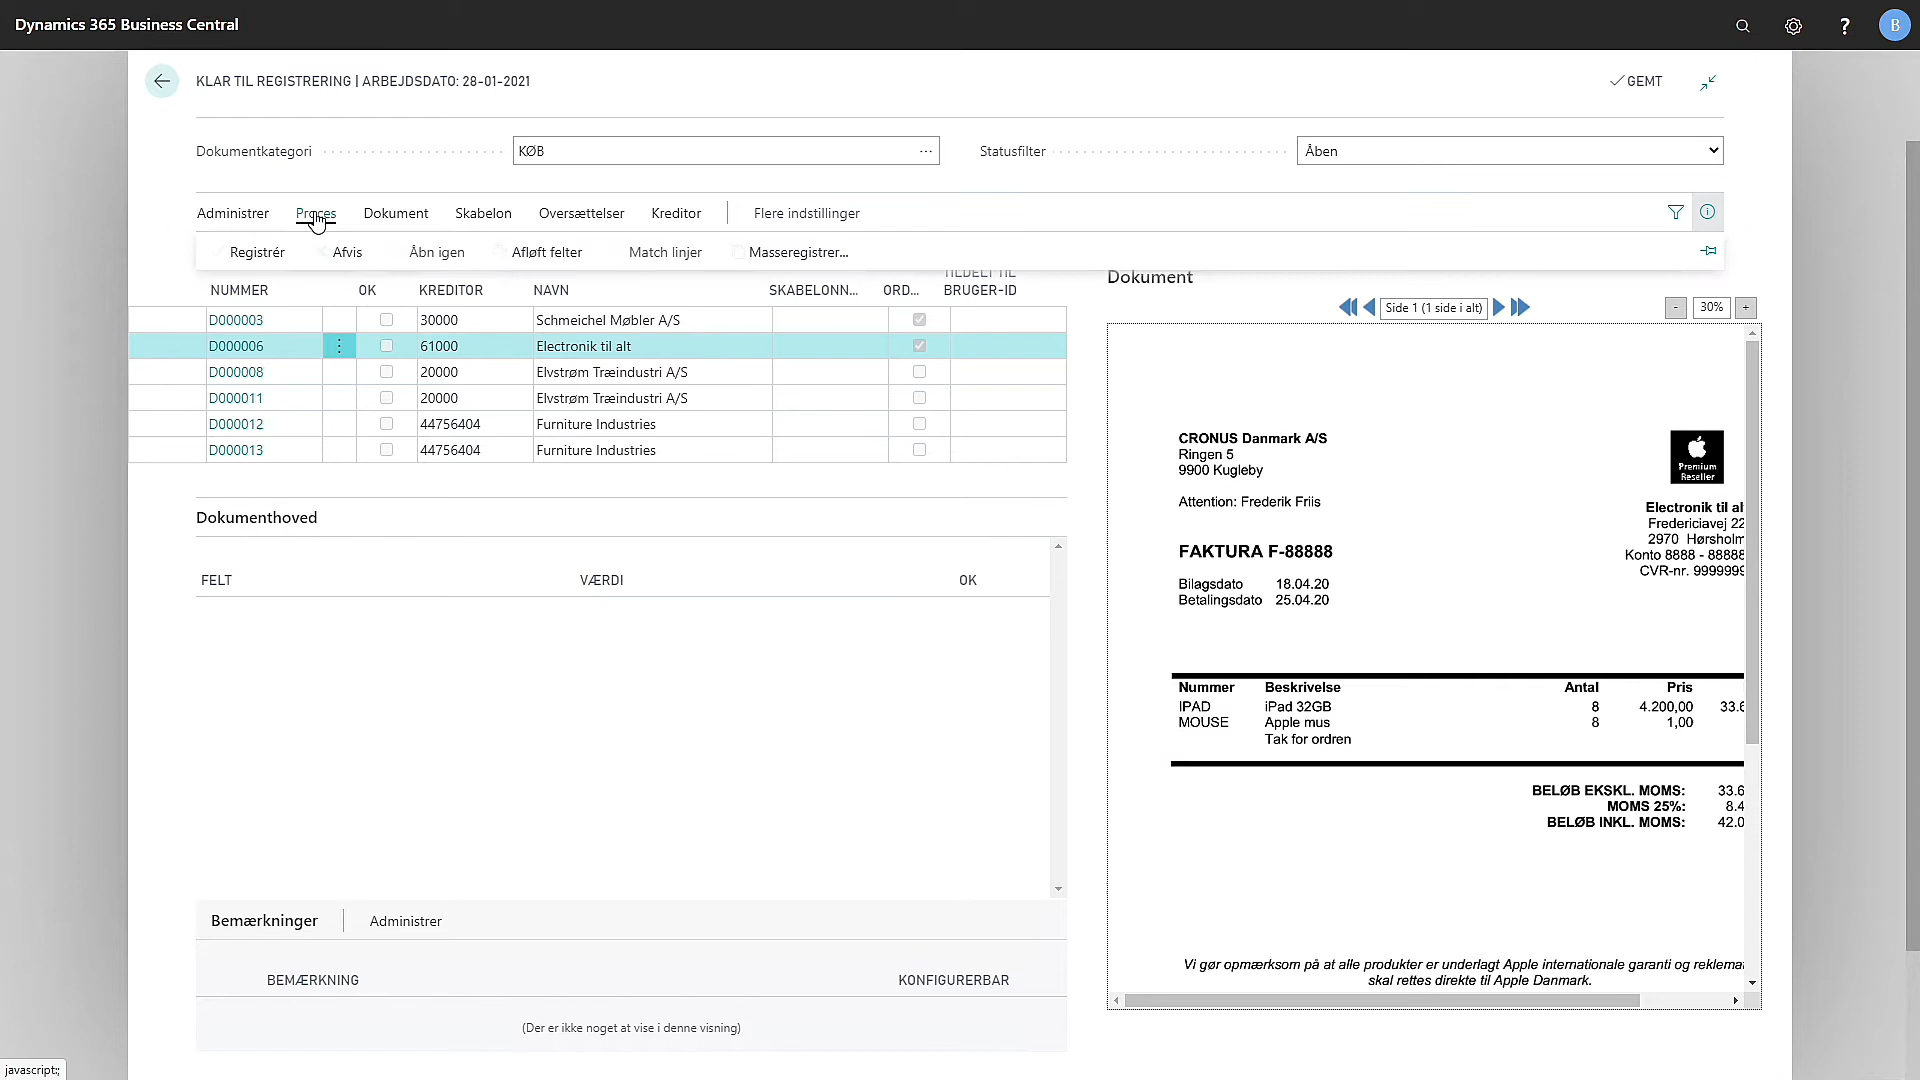 Dynamics 365 Business Central
?
B
KLAR TIL REGISTRERING | ARBEJDSDATO: 28-01-2021
GEMT
Dokumentkategori
KØB
...
Statusfilter
Åben
Administrer
Proces
Dokument
Skabelon
Oversættelser
Kreditor
Flere indstillinger
Registrér
Afvis
Åbn igen
Afløft felter
Match linjer
Masseregistrer...
NUMMER
OK
KREDITOR
NAVN
SKABELONN...
ORD...
TILDELT TIL
BRUGER-ID
D000003 30000 Schmeichel Møbler A/S
D000006 61000 Electronik til alt
D000008 20000 Elvstrøm Træindustri A/S
D000011 20000 Elvstrøm Træindustri A/S
D000012 44756404 Furniture Industries
D000013 44756404 Furniture Industries
Dokumenthoved
FELT VÆRDI OK
Bemærkninger
Administrer
BEMÆRKNING KONFIGURERBAR
(Der er ikke noget at vise i denne visning)
Dokument
Side 1 (1 side i alt)
- 30% +
CRONUS Danmark A/S
Ringen 5
9900 Kugleby
Attention: Frederik Friis
Premium
Reseller
Electronik til al
Fredericiavej 22
2970 Hørsholm
Konto 8888 - 88888
CVR-nr. 9999999
FAKTURA F-88888
Bilagsdato 18.04.20
Betalingsdato 25.04.20
Nummer Beskrivelse Antal Pris
IPAD iPad 32GB 8 4.200,00 33.6
MOUSE Apple mus 8 1,00
Tak for ordren
BELØB EKSKL. MOMS: 33.6
MOMS 25%: 8.4
BELØB INKL. MOMS: 42.0
Vi gør opmærksom på at alle produkter er underlagt Apple internationale garanti og reklemat
skal rettes direkte til Apple Danmark.
javascript:;